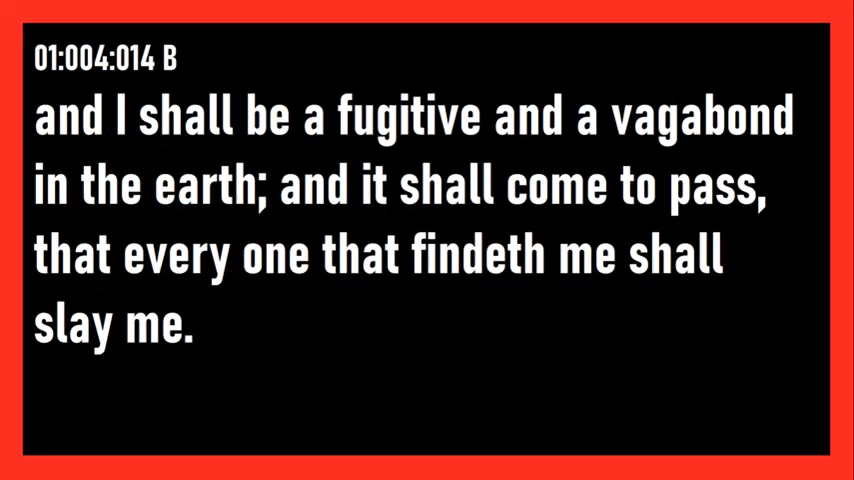 01:004:014 B
and I shall be a fugitive and a vagabond
in the earth; and it shall come to pass,
that every one that findeth me shall
slay me.